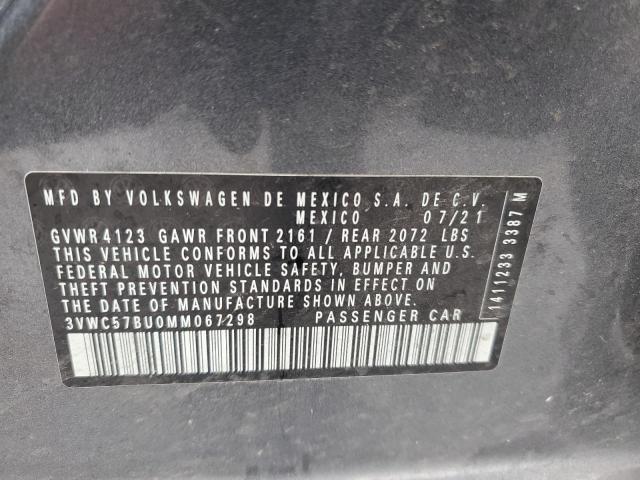 MFD BY VOLKSWAGEN DE MEXICO S.A. DE C.V.
MEXICO 07/21
GVWR 4123 GAWR FRONT 2161 / REAR 2072 LBS
THIS VEHICLE CONFORMS TO ALL APPLICABLE U.S.
FEDERAL MOTOR VEHICLE SAFETY, BUMPER AND
THEFT PREVENTION STANDARDS IN EFFECT ON
THE DATE OF MANUFACTURE SHOWN ABOVE.
3VWC57BU0MM067298 PASSENGER CAR
1411233 3387 M